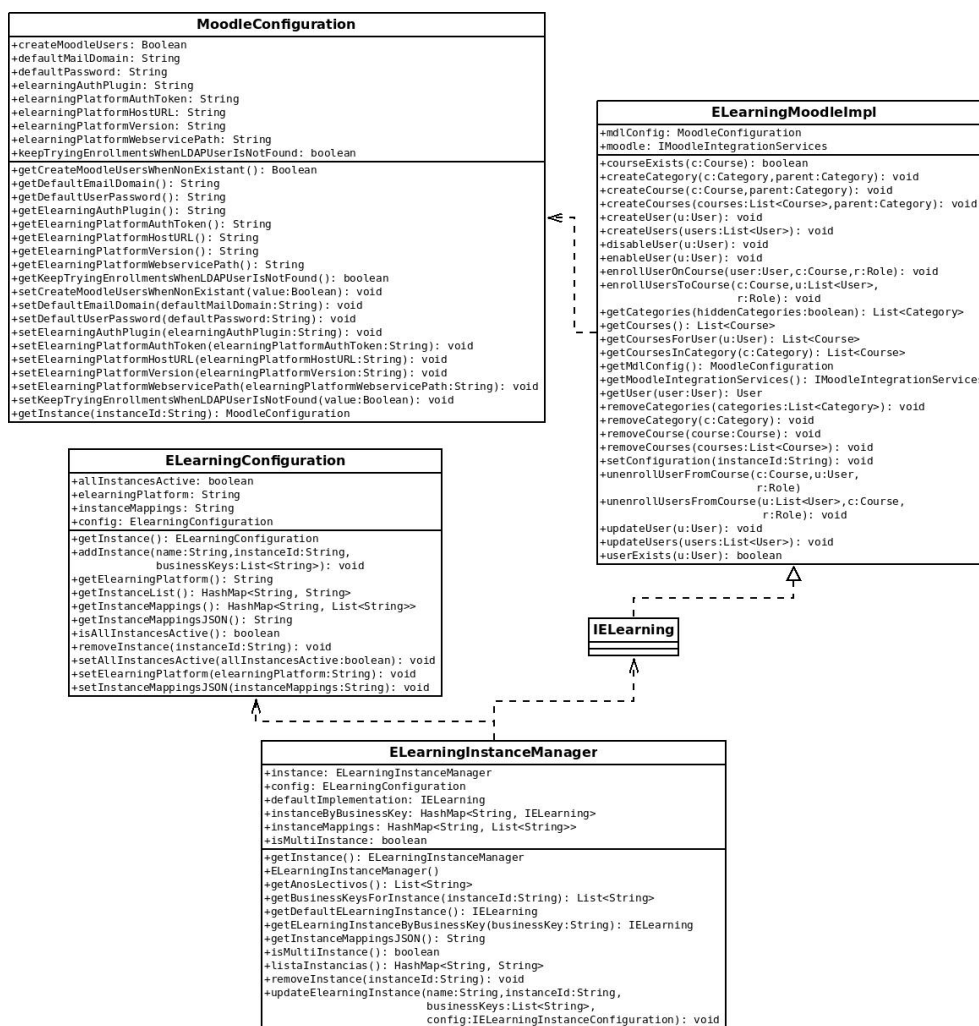 MoodleConfiguration
+createMoodleUsers: Boolean
+defaultMailDomain: String
+defaultPassword: String
+elearningAuthPlugin: String
+elearningPlatformAuthToken: String
+elearningPlatformHostURL: String
+elearningPlatformVersion: String
+elearningPlatformWebservicePath: String
+keepTryingEnrollmentsWhenLDAPUserIsNotFound: boolean
+getCreateMoodleUsersWhenNonExistant(): Boolean
+getDefaultEmailDomain(): String
+getDefaultUserPassword(): String
+getElearningAuthPlugin(): String
+getElearningPlatformAuthToken(): String
+getElearningPlatformHostURL(): String
+getElearningPlatformVersion(): String
+getElearningPlatformWebservicePath(): String
+getKeepTryingEnrollmentsWhenLDAPUserIsNotFound(): boolean
+setCreateMoodleUsersWhenNonExistant(value:Boolean): void
+setDefaultEmailDomain(defaultMailDomain:String): void
+setDefaultUserPassword(defaultPassword:String): void
+setElearningAuthPlugin(elearningAuthPlugin:String): void
+setElearningPlatformAuthToken(elearningPlatformAuthToken:String): void
+setElearningPlatformHostURL(elearningPlatformHostURL:String): void
+setElearningPlatformVersion(elearningPlatformVersion:String): void
+setElearningPlatformWebservicePath(elearningPlatformWebservicePath:String): void
+setKeepTryingEnrollmentsWhenLDAPUserIsNotFound(value:Boolean): void
+getInstance(instanceId:String): MoodleConfiguration
ELearningMoodleImpl
+mdlConfig: MoodleConfiguration
+moodle: IMoodleIntegrationServices
+courseExists(c:Course): boolean
+createCategory(c:Category,parent:Category): void
+createCourse(c:Course,parent:Category): void
+createCourses(courses:List<Course>,parent:Category): void
+createUser(u:User): void
+createUsers(users:List<User>): void
+disableUser(u:User): void
+enableUser(u:User): void
+enrollUserOnCourse(user:User,c:Course,r:Role): void
+enrollUsersToCourse(c:Course,u:List<User>,
r:Role): void
+getCategories(hiddenCategories:boolean): List<Category>
+getCourses(): List<Course>
+getCoursesForUser(u:User): List<Course>
+getCoursesInCategory(c:Category): List<Course>
+getMdlConfig(): MoodleConfiguration
+getMoodleIntegrationServices(): IMoodleIntegrationServices
+getUser(user:User): User
+removeCategories(categories:List<Category>): void
+removeCategory(c:Category): void
+removeCourse(course:Course): void
+removeCourses(courses:List<Course>): void
+setConfiguration(instanceId:String): void
+unenrollUserFromCourse(c:Course,u:User,
r:Role)
+unenrollUsersFromCourse(u:List<User>,c:Course,
r:Role): void
+updateUser(u:User): void
+updateUsers(users:List<User>): void
+userExists(u:User): boolean
ELearningConfiguration
+allInstancesActive: boolean
+elearningPlatform: String
+instanceMappings: String
+config: ElearningConfiguration
+getInstance(): ELearningConfiguration
+addInstance(name:String,instanceId:String,
businessKeys:List<String>): void
+getElearningPlatform(): String
+getInstanceList(): HashMap<String, String>
+getInstanceMappings(): HashMap<String, List<String>>
+getInstanceMappingsJSON(): String
+isAllInstancesActive(): boolean
+removeInstance(instanceId:String): void
+setAllInstancesActive(allInstancesActive:boolean): void
+setElearningPlatform(elearningPlatform:String): void
+setInstanceMappingsJSON(instanceMappings:String): void
IELearning
ELearningInstanceManager
+instance: ELearningInstanceManager
+config: ELearningConfiguration
+defaultImplementation: IELearning
+instanceByBusinessKey: HashMap<String, IELearning>
+instanceMappings: HashMap<String, List<String>>
+isMultiInstance: boolean
+getInstance(): ELearningInstanceManager
+ELearningInstanceManager()
+getAnosLectivos(): List<String>
+getBusinessKeysForInstance(instanceId:String): List<String>
+getDefaultELearningInstance(): IELearning
+getELearningInstanceByBusinessKey(businessKey:String): IELearning
+getInstanceMappingsJSON(): String
+isMultiInstance(): boolean
+listaInstancias(): HashMap<String, String>
+removeInstance(instanceId:String): void
+updateElearningInstance(name:String,instanceId:String,
businessKeys:List<String>,
config:IELearningInstanceConfiguration): void